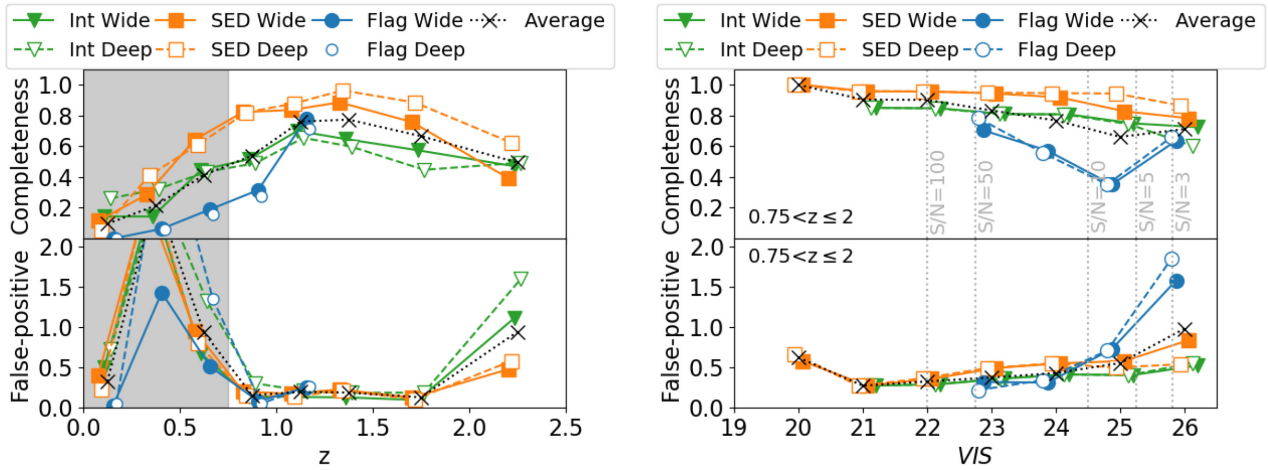 Int Wide SED Wide Flag Wide Average
Int Deep SED Deep Flag Deep
Completeness
1.0
0.8
0.6
0.4
0.2
False-positive
2.0
1.5
1.0
0.5
0.0
0.0 0.5 1.0 1.5 2.0 2.5
z
Int Wide SED Wide Flag Wide Average
Int Deep SED Deep Flag Deep
Completeness
1.0
0.8
0.6
0.4
0.2
S/N=100
S/N=50
S/N=10
S/N=5
S/N=3
0.75<z≤2
False-positive
2.0
1.5
1.0
0.5
0.0
0.75<z≤2
19 20 21 22 23 24 25 26
VIS